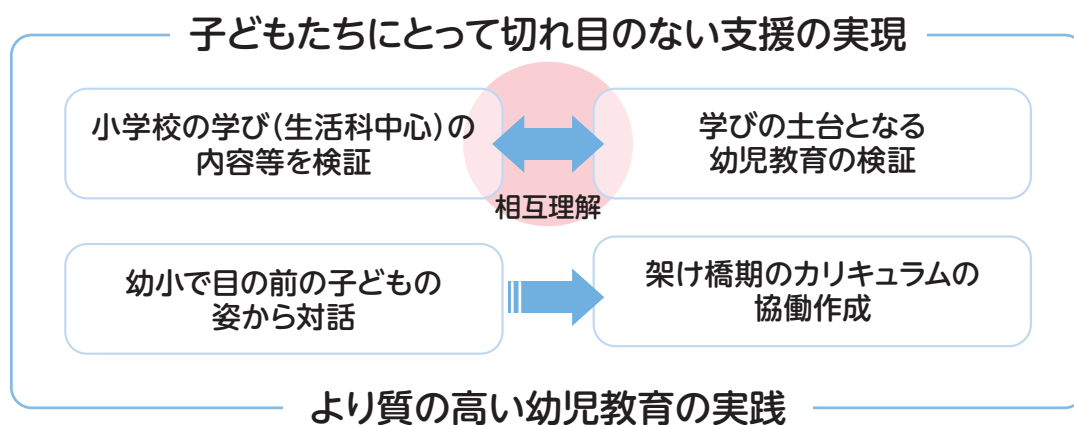 子どもたちにとって切れ目のない支援の実現
小学校の学び(生活科中心)の
内容等を検証
学びの土台となる
幼児教育の検証
相互理解
幼小で目の前の子どもの
姿から対話
架け橋期のカリキュラムの
協働作成
より質の高い幼児教育の実践